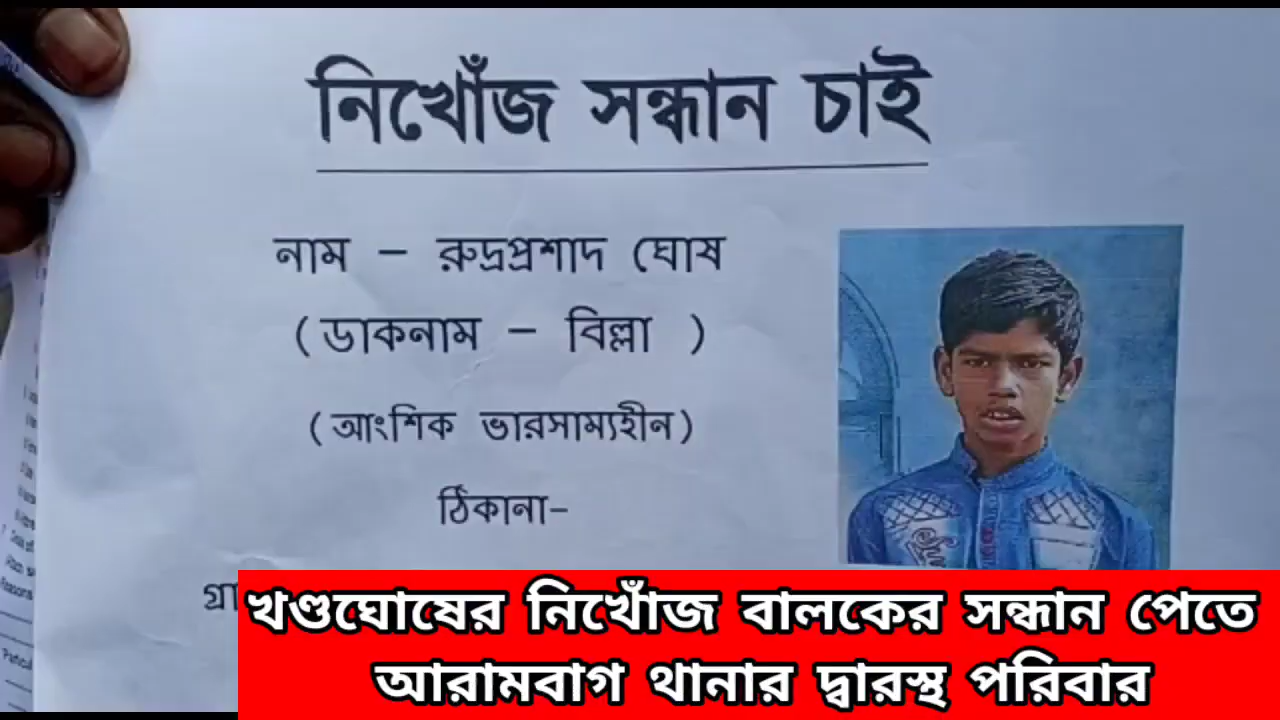 নিখোঁজ সন্ধান চাই
নাম – রুদ্রপ্রশাদ ঘোষ
(ডাকনাম – বিল্লা )
(আংশিক ভারসাম্যহীন)
ঠিকানা-
খণ্ডঘোষের নিখোঁজ বালকের সন্ধান পেতে
আরামবাগ থানার দ্বারস্থ পরিবার